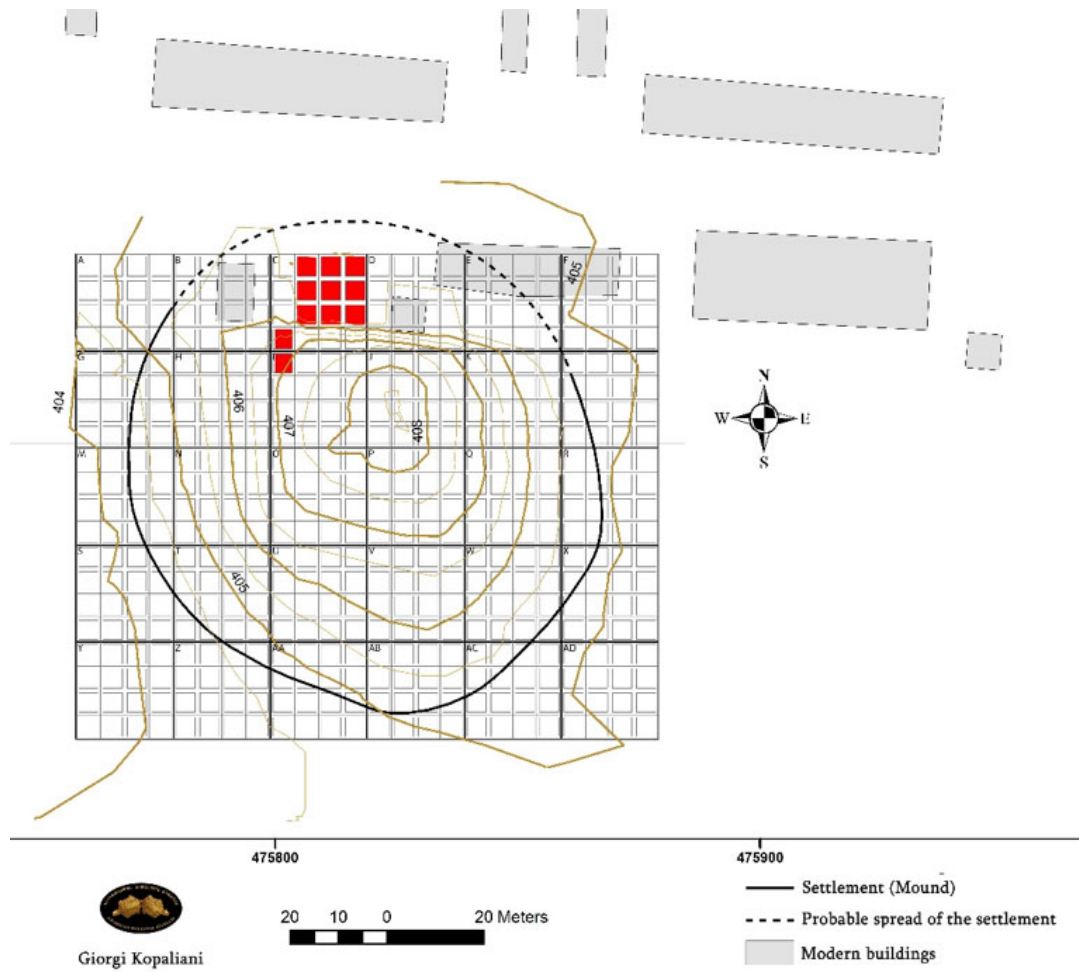 A B C D E F
405
G H J K
404
406
407
408
M N O P Q R
N
W E
S
S T U V W X
405
Y Z AA AB AC AD
475800 475900
Settlement (Mound)
20 10 0 20 Meters
Probable spread of the settlement
Giorgi Kopaliani
Modern buildings